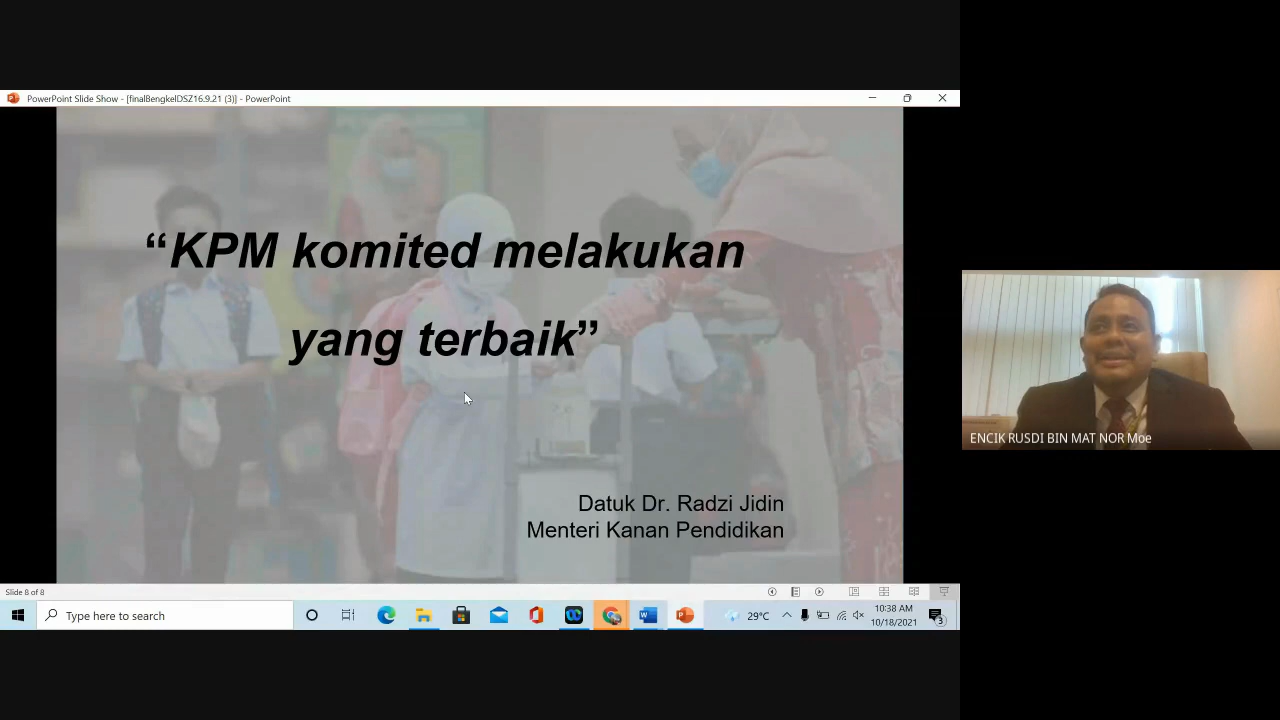 PowerPoint Slide Show - [finalBengkelDSZ16.9.21 (3)] - PowerPoint
“KPM komited melakukan
yang terbaik”
Datuk Dr. Radzi Jidin
Menteri Kanan Pendidikan
ENCIK RUSDI BIN MAT NOR Moe
Slide 8 of 8
Type here to search
29°C
10:38 AM
10/18/2021
3